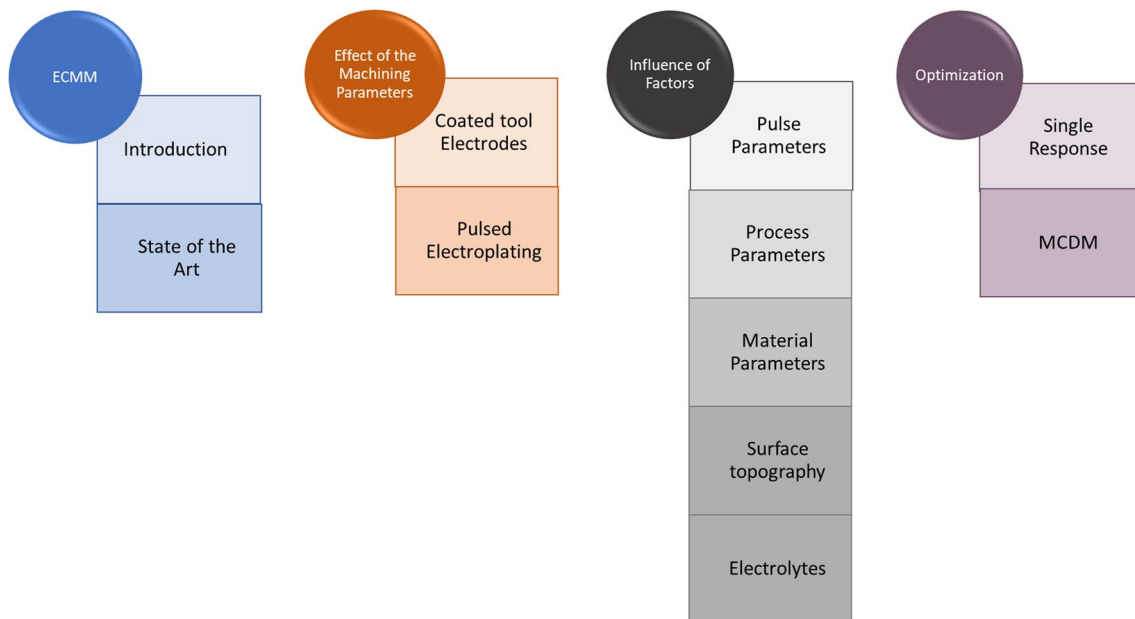 ECMM
Introduction
State of the
Art
Effect of the
Machining
Parameters
Coated tool
Electrodes
Pulsed
Electroplating
Influence of
Factors
Pulse
Parameters
Process
Parameters
Material
Parameters
Surface
topography
Electrolytes
Optimization
Single
Response
MCDM